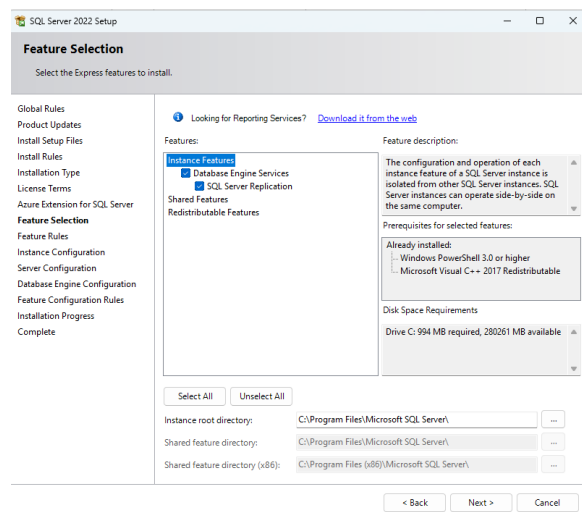 SQL Server 2022 Setup
Feature Selection
Select the Express features to install.
Global Rules
Product Updates
Install Setup Files
Install Rules
Installation Type
License Terms
Azure Extension for SQL Server
Feature Selection
Feature Rules
Instance Configuration
Server Configuration
Database Engine Configuration
Feature Configuration Rules
Installation Progress
Complete
Looking for Reporting Services? Download it from the web
Features:
Instance Features
Database Engine Services
SQL Server Replication
Shared Features
Redistributable Features
Feature description:
The configuration and operation of each
instance feature of a SQL Server instance is
isolated from other SQL Server instances. SQL
Server instances can operate side-by-side on
the same computer.
Prerequisites for selected features:
Already installed:
Windows PowerShell 3.0 or higher
Microsoft Visual C++ 2017 Redistributable
Disk Space Requirements
Drive C: 994 MB required, 280261 MB available
Select All Unselect All
Instance root directory: C:\Program Files\Microsoft SQL Server\ ...
Shared feature directory: C:\Program Files\Microsoft SQL Server\ ...
Shared feature directory (x86): C:\Program Files (x86)\Microsoft SQL Server\ ...
< Back Next > Cancel